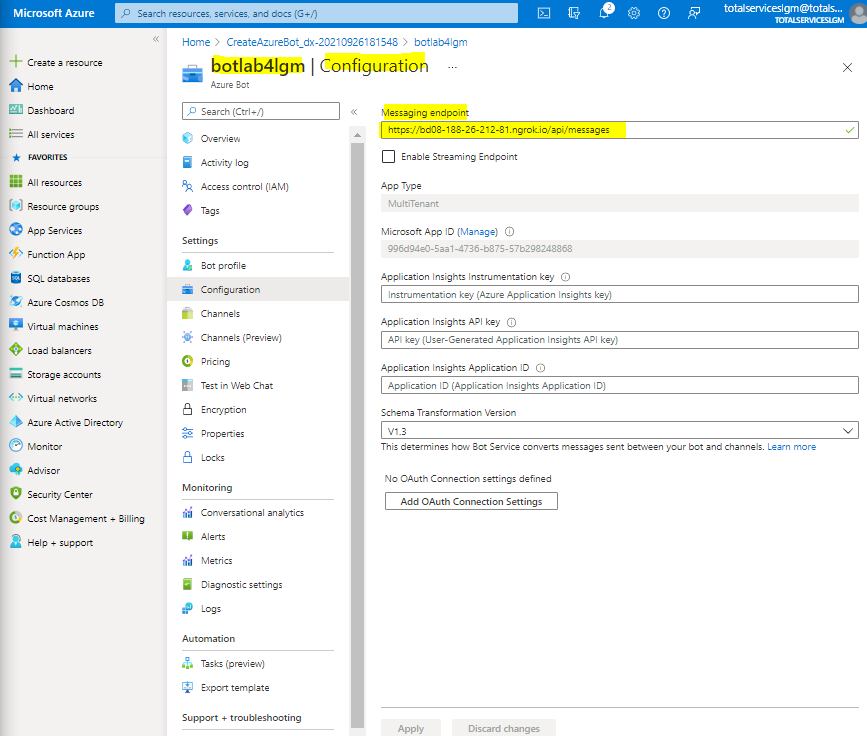 Microsoft Azure
Search resources, services, and docs (G+/)
2
totalserviceslgm@totals...
TOTALSERVICESLGM
«
Create a resource
Home
Dashboard
All services
FAVORITES
All resources
Resource groups
App Services
Function App
SQL databases
Azure Cosmos DB
Virtual machines
Load balancers
Storage accounts
Virtual networks
Azure Active Directory
Monitor
Advisor
Security Center
Cost Management + Billing
Help + support
Home > CreateAzureBot_dx-20210926181548 > botlab4lgm
botlab4lgm | Configuration ...
Azure Bot
Search (Ctrl+/) «
Overview
Activity log
Access control (IAM)
Tags
Settings
Bot profile
Configuration
Channels
Channels (Preview)
Pricing
Test in Web Chat
Encryption
Properties
Locks
Monitoring
Conversational analytics
Alerts
Metrics
Diagnostic settings
Logs
Automation
Tasks (preview)
Export template
Support + troubleshooting
Messaging endpoint
https://bd08-188-26-212-81.ngrok.io/api/messages
Enable Streaming Endpoint
App Type
MultiTenant
Microsoft App ID (Manage)
996d94e0-5aa1-4736-b875-57b298248868
Application Insights Instrumentation key
Instrumentation key (Azure Application Insights key)
Application Insights API key
API key (User-Generated Application Insights API key)
Application Insights Application ID
Application ID (Application Insights Application ID)
Schema Transformation Version
V1.3
This determines how Bot Service converts messages sent between your bot and channels. Learn more
No OAuth Connection settings defined
Add OAuth Connection Settings
Apply Discard changes